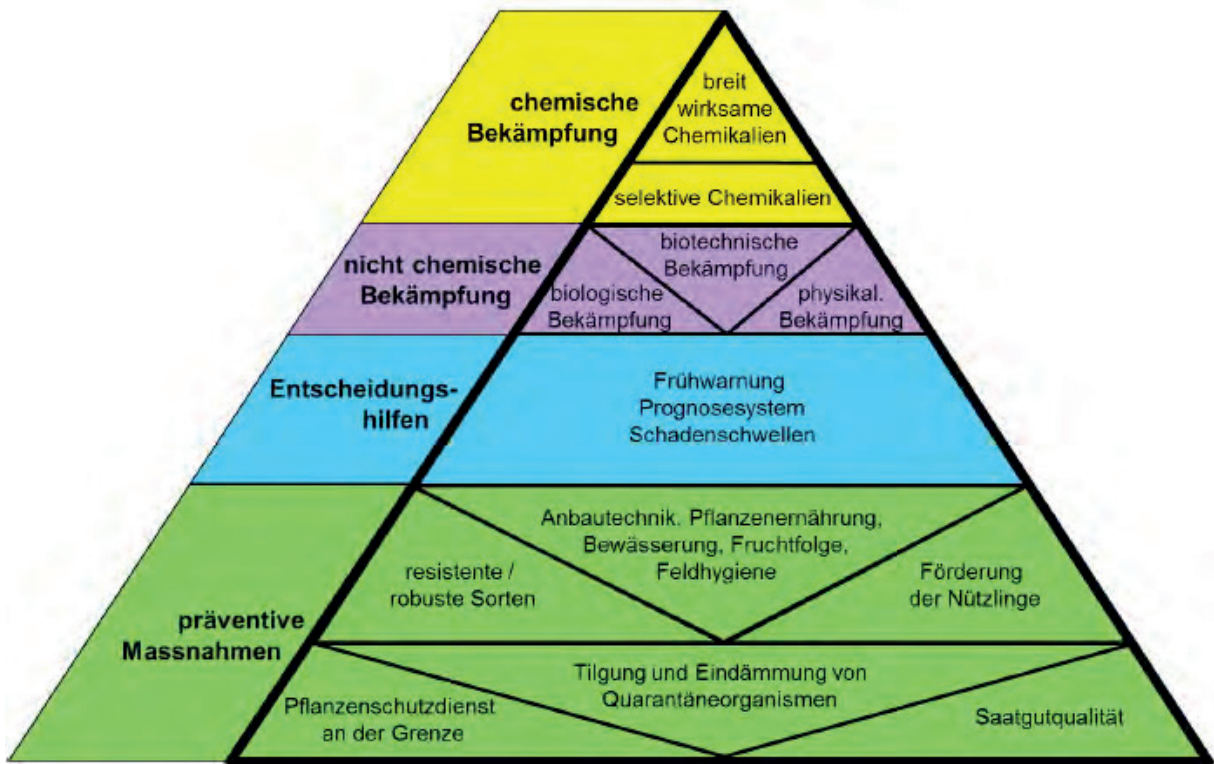 chemische
Bekämpfung
breit
wirksame
Chemikalien
selektive Chemikalien
nicht chemische
Bekämpfung
biotechnische
Bekämpfung
biologische
Bekämpfung
physikal.
Bekämpfung
Entscheidungs-
hilfen
Frühwarnung
Prognosesystem
Schadenschwellen
präventive
Massnahmen
Anbautechnik. Pflanzenernährung,
Bewässerung, Fruchtfolge,
Feldhygiene
resistente /
robuste Sorten
Förderung
der Nützlinge
Tilgung und Eindämmung von
Quarantäneorganismen
Pflanzenschutzdienst
an der Grenze
Saatgutqualität